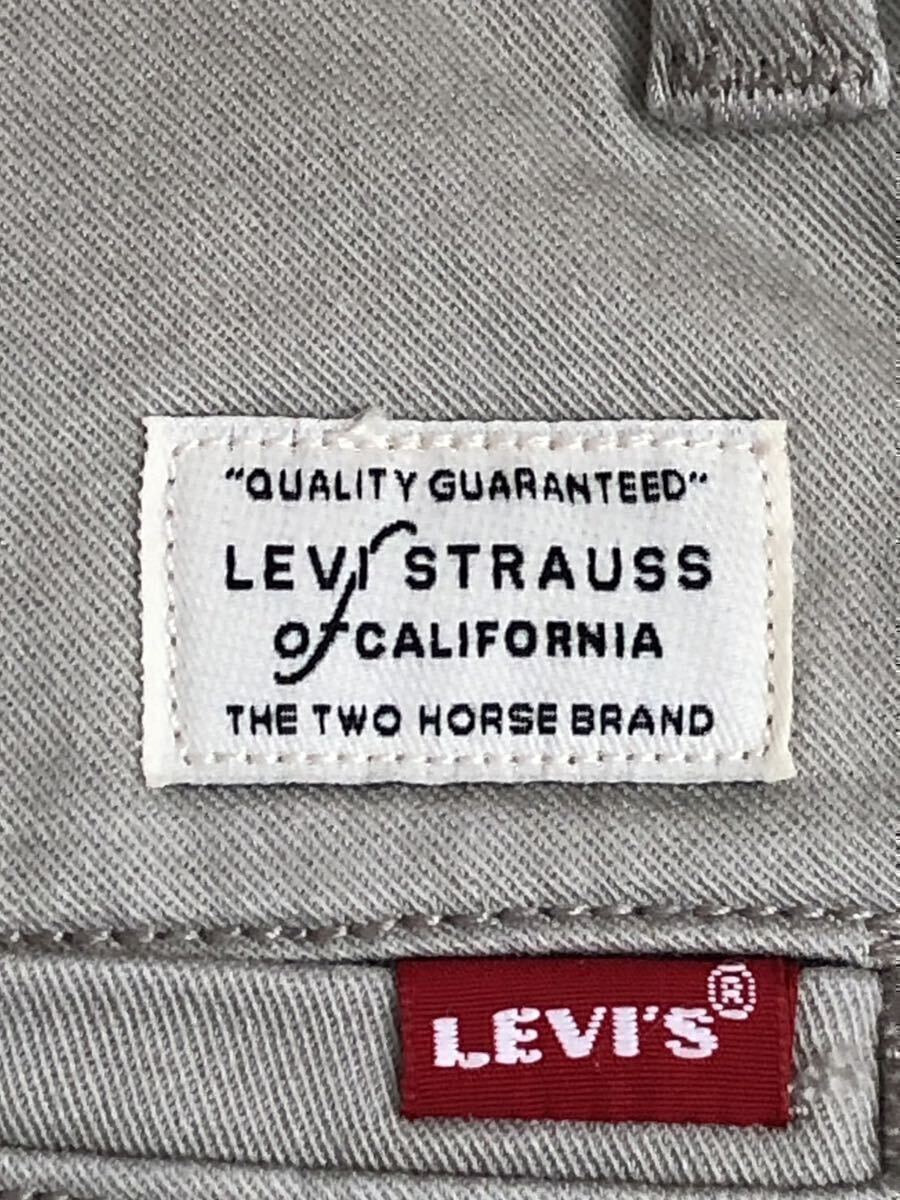 "QUALITY GUARANTEED"
LEVI STRAUSS
of CALIFORNIA
THE TWO HORSE BRAND
LEVI'S®